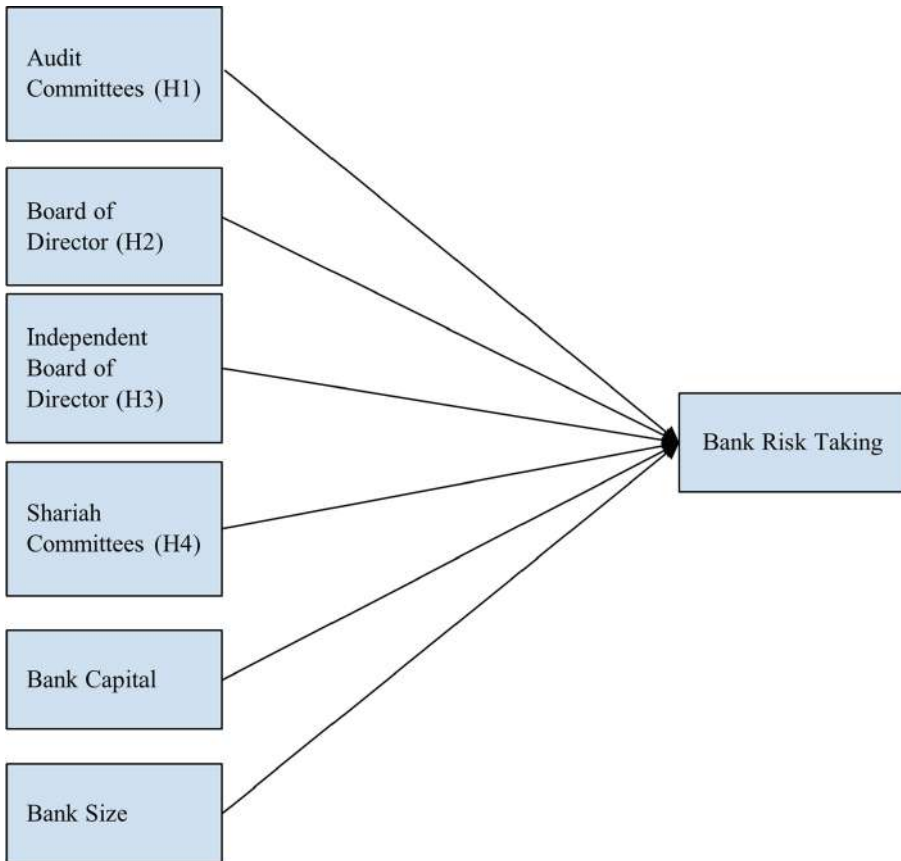 Audit
Committees (H1)
Board of
Director (H2)
Independent
Board of
Director (H3)
Shariah
Committees (H4)
Bank Capital
Bank Size
Bank Risk Taking